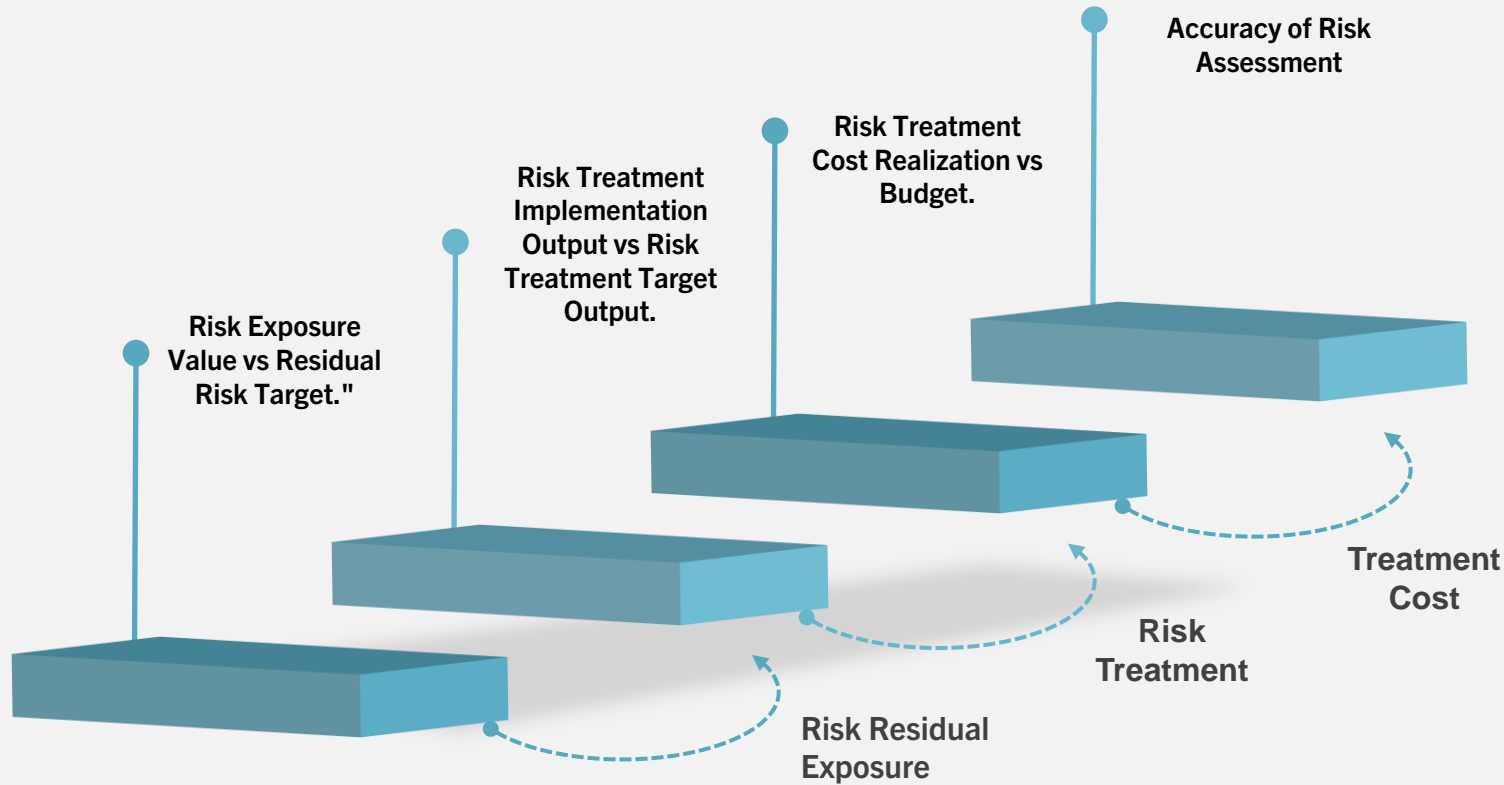 Risk Exposure
Value vs Residual
Risk Target."
Risk Treatment
Implementation
Output vs Risk
Treatment Target
Output.
Risk Treatment
Cost Realization vs
Budget.
Accuracy of Risk
Assessment
Risk Residual
Exposure
Risk
Treatment
Treatment
Cost